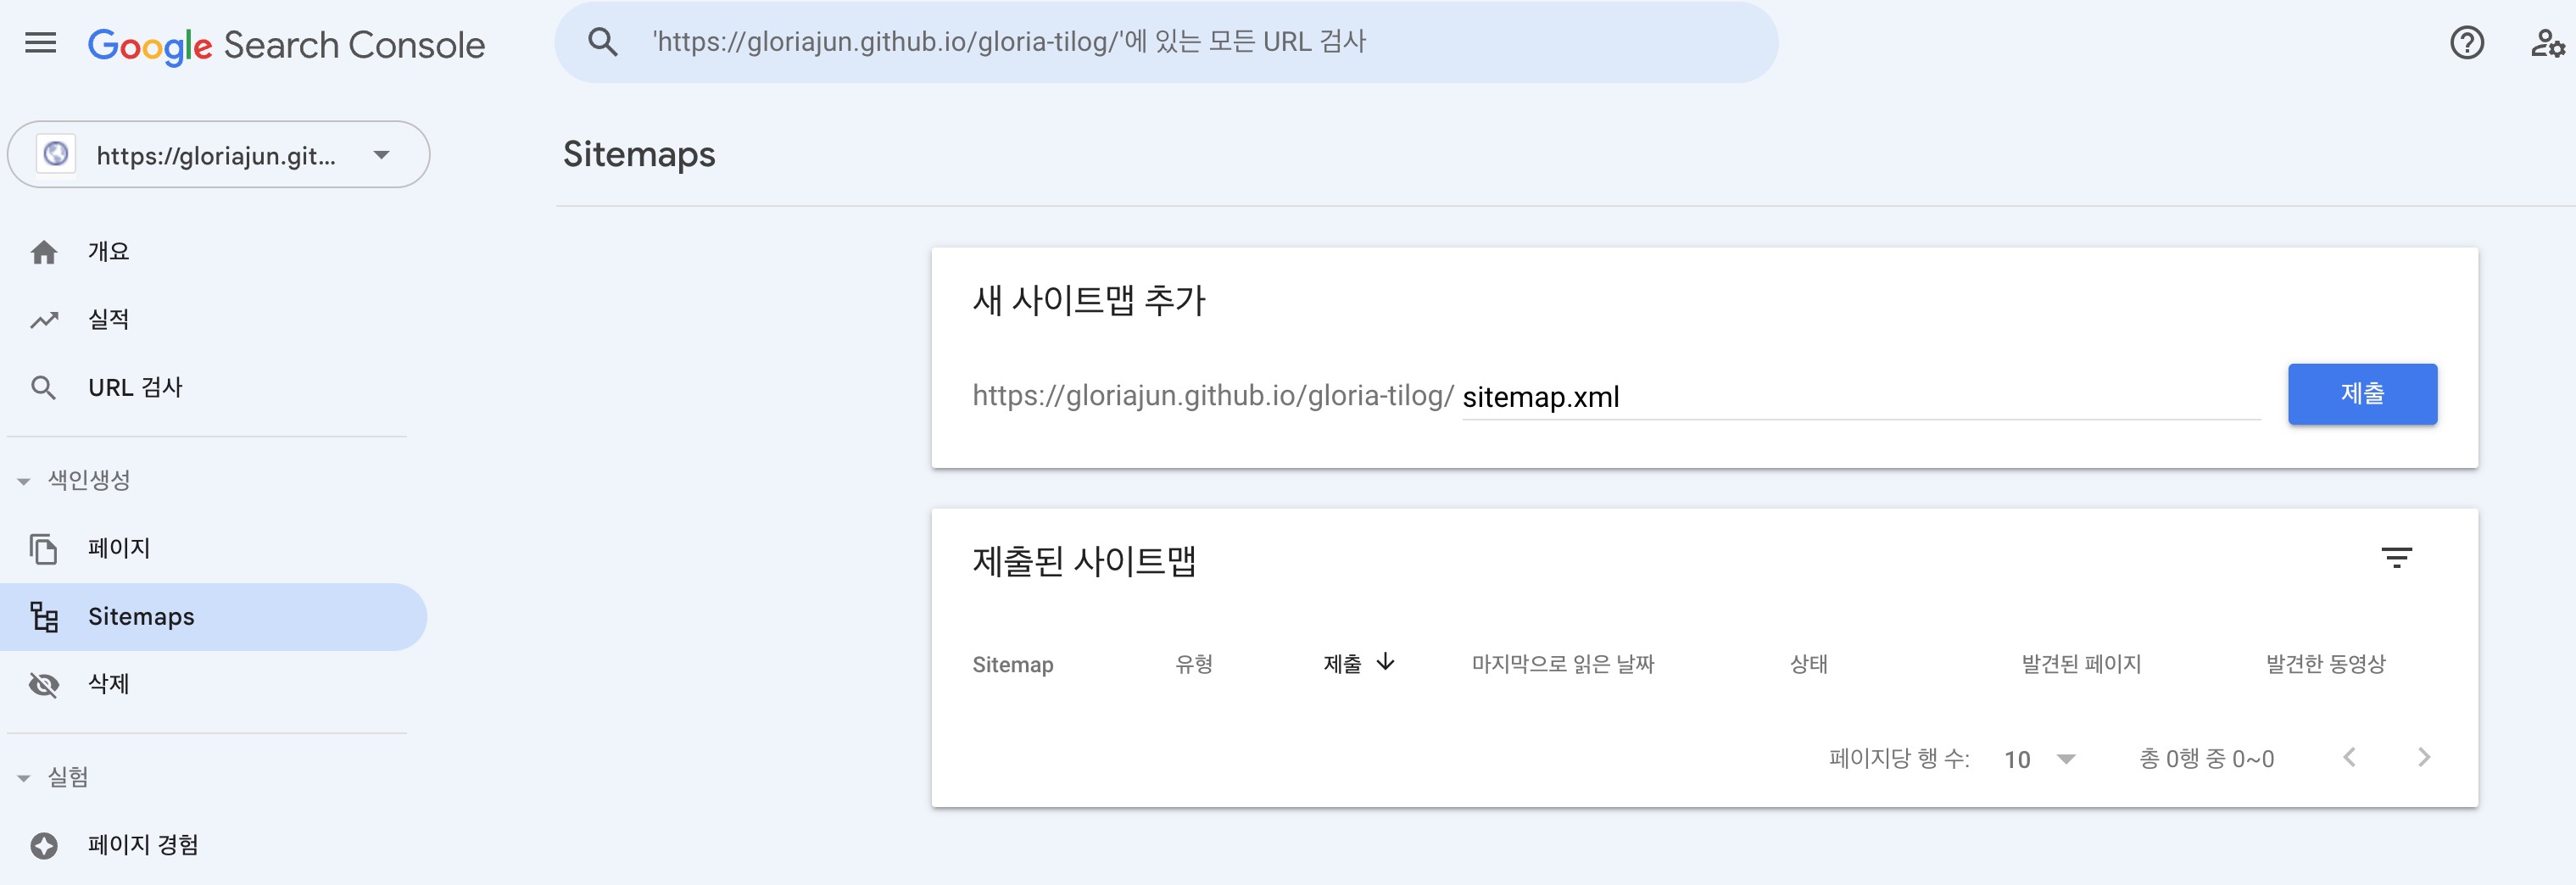 Google Search Console
'https://gloriajun.github.io/gloria-tilog/'에 있는 모든 URL 검사
https://gloriajun.git...
Sitemaps
개요
실적
URL 검사
색인생성
페이지
Sitemaps
삭제
실험
페이지 경험
새 사이트맵 추가
https://gloriajun.github.io/gloria-tilog/ sitemap.xml 제출
제출된 사이트맵
Sitemap 유형 제출 마지막으로 읽은 날짜 상태 발견된 페이지 발견한 동영상
페이지당 행 수: 10 총 0행 중 0~0